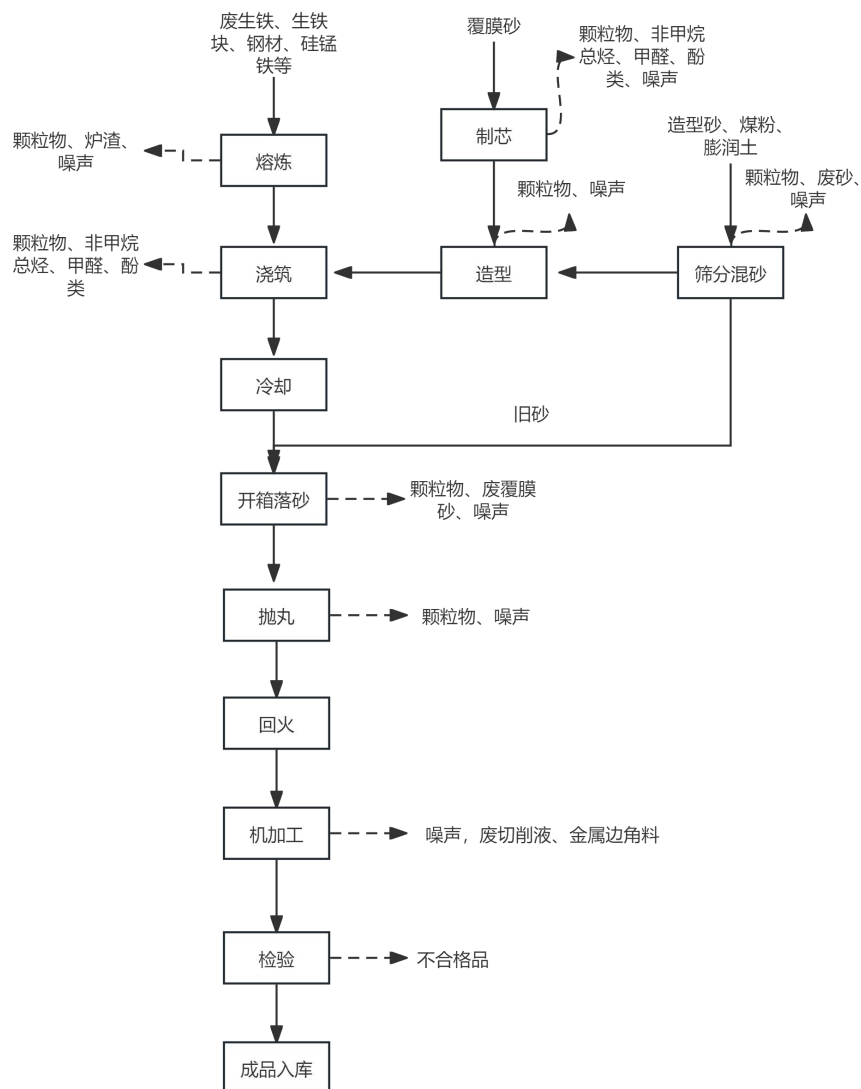 废生铁、生铁
块、钢材、硅锰
铁等
覆膜砂
颗粒物、非甲烷
总烃、甲醛、酚
类、噪声
造型砂、煤粉、
膨润土
颗粒物、炉渣、
噪声
熔炼
制芯
颗粒物、噪声
颗粒物、废砂、
噪声
颗粒物、非甲烷
总烃、甲醛、酚
类
浇筑
造型
筛分混砂
冷却
旧砂
开箱落砂
颗粒物、废覆膜
砂、噪声
抛丸
颗粒物、噪声
回火
机加工
噪声，废切削液、金属边角料
检验
不合格品
成品入库